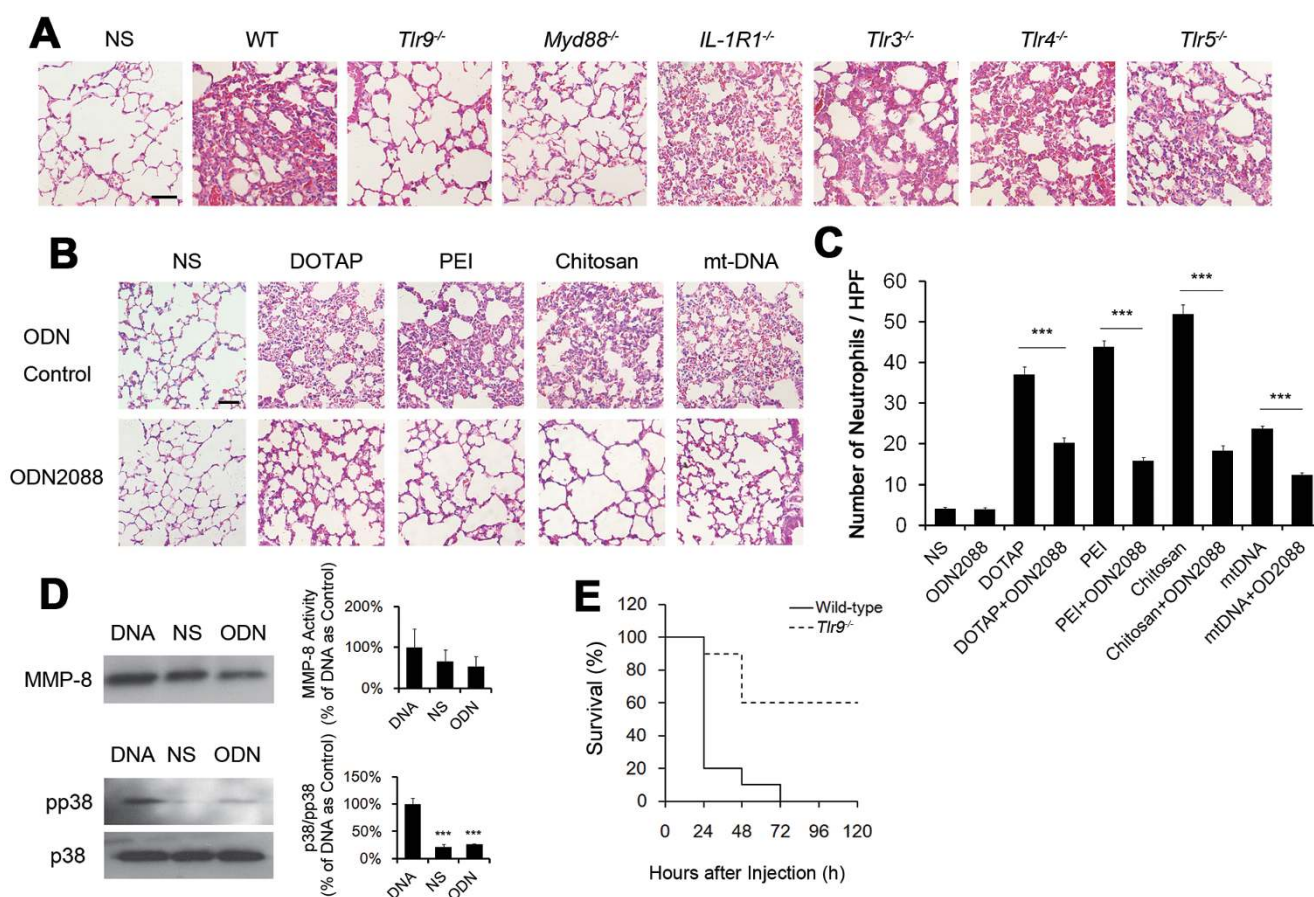 A
NS WT Tlr9-/- Myd88-/- IL-1R1-/- Tlr3-/- Tlr4-/- Tlr5-/-
B
NS DOTAP PEI Chitosan mt-DNA
ODN
Control
ODN2088
C
Number of Neutrophils / HPF
60
50
40
30
20
10
0
*** *** *** ***
NS
ODN2088
DOTAP
DOTAP+ODN2088
PEI
PEI+ODN2088
Chitosan
Chitosan+ODN2088
mtDNA
mtDNA+OD2088
D
DNA NS ODN
MMP-8
MMP-8 Activity
(% of DNA as Control)
200%
100%
0%
DNA
NS
ODN
DNA NS ODN
pp38
p38
p38/pp38
(% of DNA as Control)
150%
100%
50%
0%
*** ***
DNA
NS
ODN
E
Wild-type
Tlr9-/-
Survival (%)
120
100
80
60
40
20
0
0 24 48 72 96 120
Hours after Injection (h)